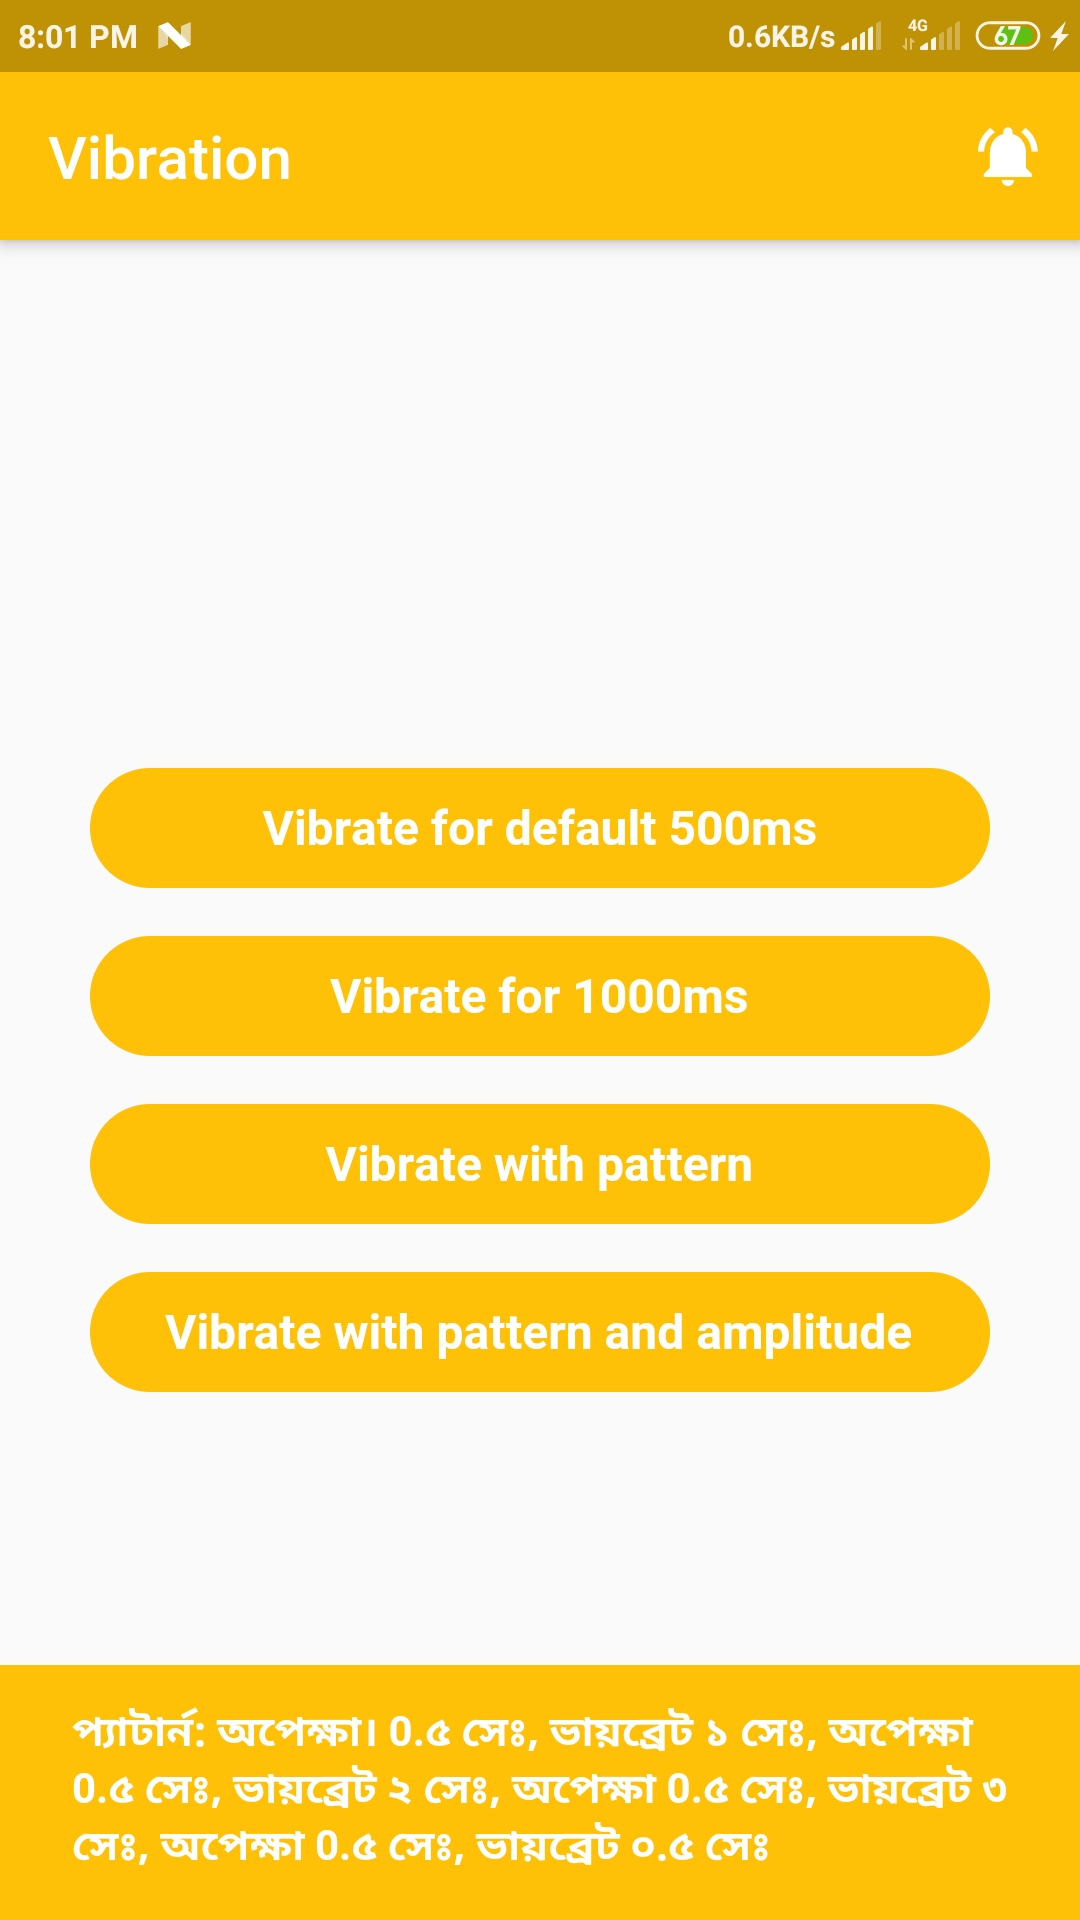 8:01 PM 0.6KB/s 4G 67
Vibration
Vibrate for default 500ms
Vibrate for 1000ms
Vibrate with pattern
Vibrate with pattern and amplitude
প্যাটার্ন: অপেক্ষা। 0.৫ সেঃ, ভায়ব্রেট ১ সেঃ, অপেক্ষা
0.৫ সেঃ, ভায়ব্রেট ২ সেঃ, অপেক্ষা 0.৫ সেঃ, ভায়ব্রেট ৩
সেঃ, অপেক্ষা 0.৫ সেঃ, ভায়ব্রেট ০.৫ সেঃ